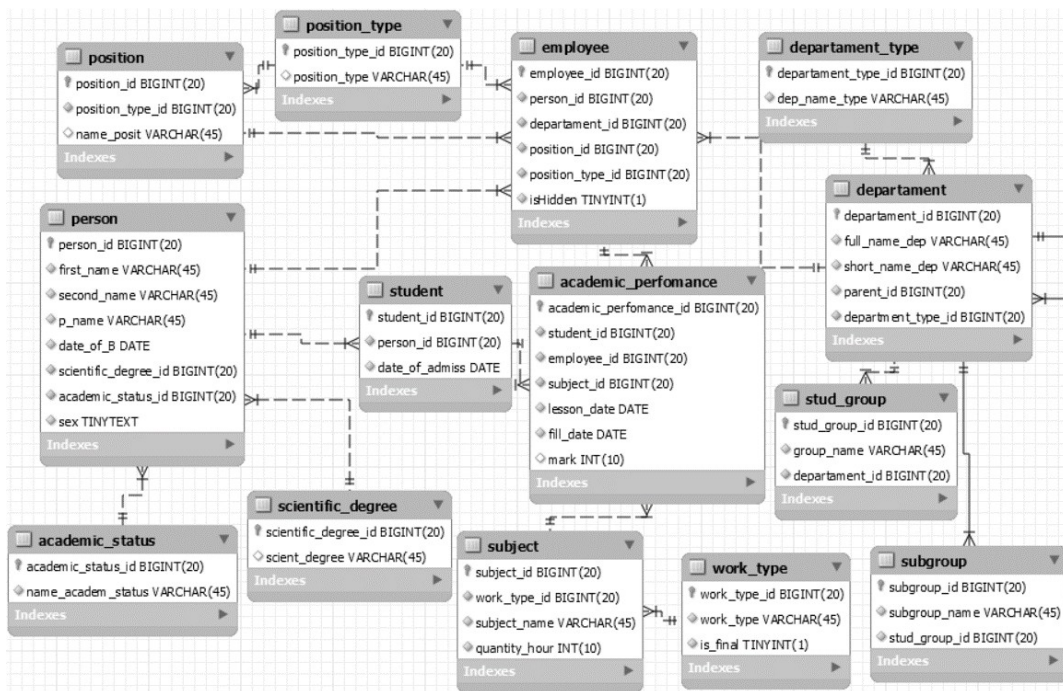 position
position_id BIGINT(20)
position_type_id BIGINT(20)
name_posit VARCHAR(45)
Indexes
position_type
position_type_id BIGINT(20)
position_type VARCHAR(45)
Indexes
employee
employee_id BIGINT(20)
person_id BIGINT(20)
departament_id BIGINT(20)
position_id BIGINT(20)
position_type_id BIGINT(20)
isHidden TINYINT(1)
Indexes
departament_type
departament_type_id BIGINT(20)
dep_name_type VARCHAR(45)
Indexes
departament
departament_id BIGINT(20)
full_name_dep VARCHAR(45)
short_name_dep VARCHAR(45)
parent_id BIGINT(20)
department_type_id BIGINT(20)
Indexes
person
person_id BIGINT(20)
first_name VARCHAR(45)
second_name VARCHAR(45)
p_name VARCHAR(45)
date_of_B DATE
scientific_degree_id BIGINT(20)
academic_status_id BIGINT(20)
sex TINYTEXT
Indexes
student
student_id BIGINT(20)
person_id BIGINT(20)
date_of_admiss DATE
Indexes
academic_perfomance
academic_perfomance_id BIGINT(20)
student_id BIGINT(20)
employee_id BIGINT(20)
subject_id BIGINT(20)
lesson_date DATE
fill_date DATE
mark INT(10)
Indexes
stud_group
stud_group_id BIGINT(20)
group_name VARCHAR(45)
departament_id BIGINT(20)
Indexes
academic_status
academic_status_id BIGINT(20)
name_academ_status VARCHAR(45)
Indexes
scientific_degree
scientific_degree_id BIGINT(20)
scient_degree VARCHAR(45)
Indexes
subject
subject_id BIGINT(20)
work_type_id BIGINT(20)
subject_name VARCHAR(45)
quantity_hour INT(10)
Indexes
work_type
work_type_id BIGINT(20)
work_type VARCHAR(45)
is_final TINYINT(1)
Indexes
subgroup
subgroup_id BIGINT(20)
subgroup_name VARCHAR(45)
stud_group_id BIGINT(20)
Indexes